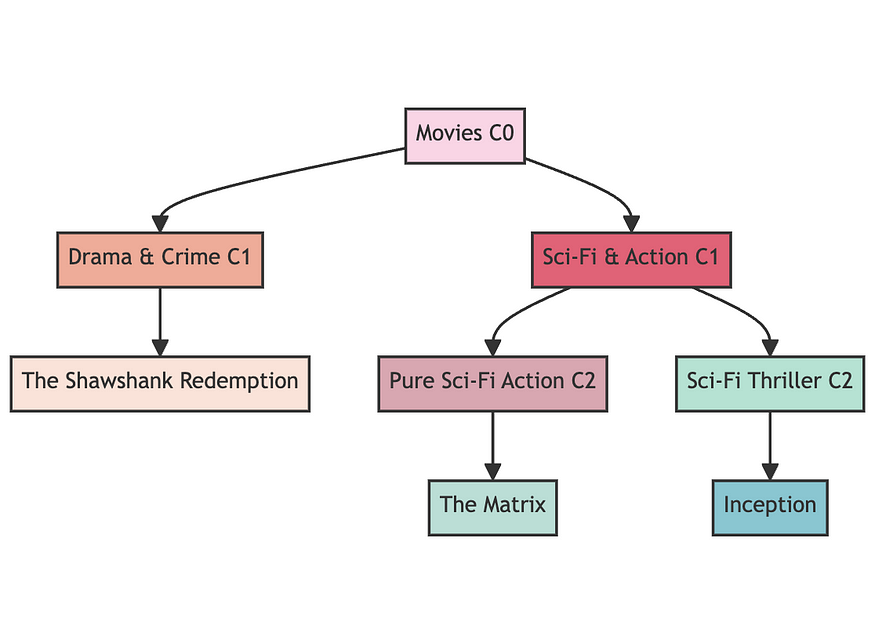 Movies C0
Drama & Crime C1
Sci-Fi & Action C1
The Shawshank Redemption
Pure Sci-Fi Action C2
Sci-Fi Thriller C2
The Matrix
Inception